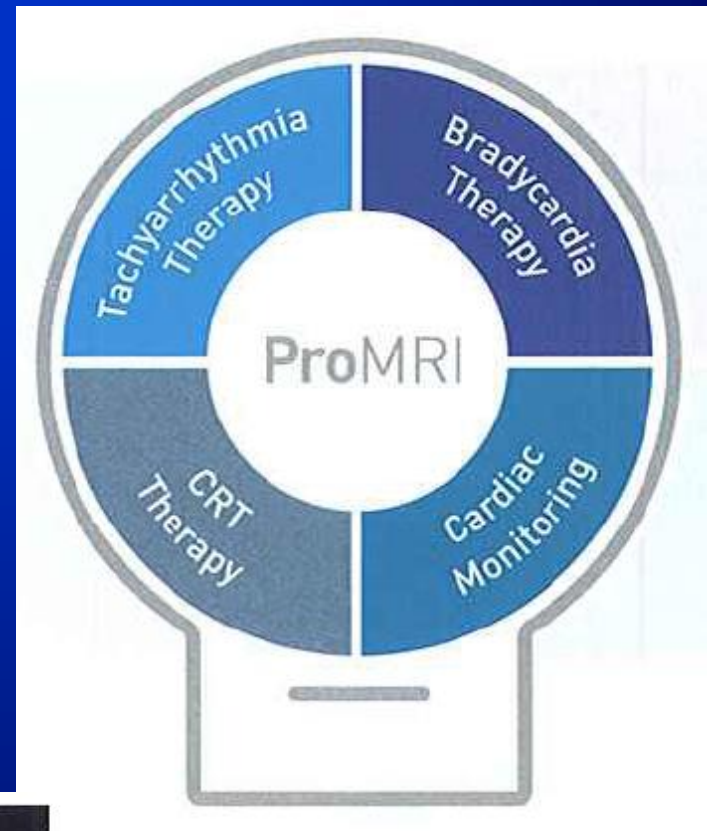 Tachyarrhythmia
Therapy
Bradycardia
Therapy
ProMRI
CRT
Therapy
Cardiac
Monitoring